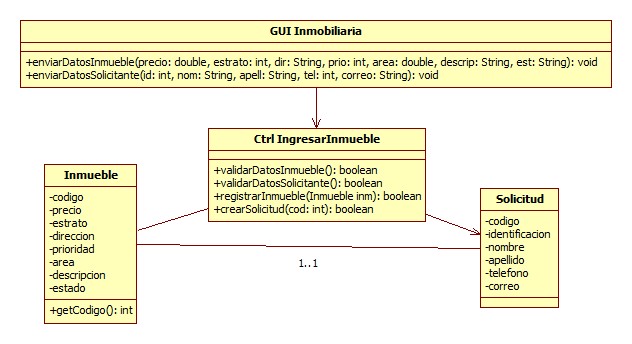 GUI Inmobiliaria
+enviarDatosInmueble(precio: double, estrato: int, dir: String, prio: int, area: double, descrip: String, est: String): void
+enviarDatosSolicitante(id: int, nom: String, apell: String, tel: int, correo: String): void
Ctrl IngresarInmueble
+validarDatosInmueble(): boolean
+validarDatosSolicitante(): boolean
+registrarInmueble(Inmueble inm): boolean
+crearSolicitud(cod: int): boolean
Inmueble
-codigo
-precio
-estrato
-direccion
-prioridad
-area
-descripcion
-estado
+getCodigo(): int
Solicitud
-codigo
-identificacion
-nombre
-apellido
-telefono
-correo
1..1